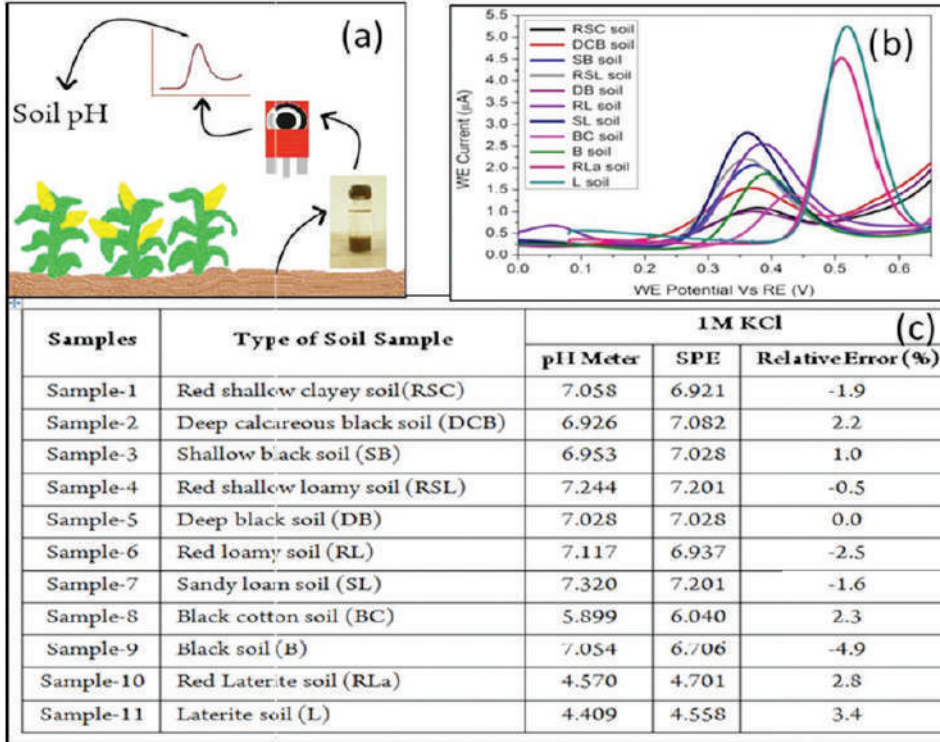 (a)
Soil pH
(b)
WE Current (µA)
5.5
5.0
4.5
4.0
3.5
3.0
2.5
2.0
1.5
1.0
0.5
0.0
RSC soil
DCB soil
SB soil
RSL soil
DB soil
RL soil
SL soil
BC soil
B soil
RLa soil
L soil
0.0 0.1 0.2 0.3 0.4 0.5 0.6
WE Potential Vs RE (V)
(c)
Samples Type of Soil Sample 1M KCl
pH Meter SPE Relative Error (%)
Sample-1 Red shallow clayey soil(RSC) 7.058 6.921 -1.9
Sample-2 Deep calcareous black soil (DCB) 6.926 7.082 2.2
Sample-3 Shallow black soil (SB) 6.953 7.028 1.0
Sample-4 Red shallow loamy soil (RSL) 7.244 7.201 -0.5
Sample-5 Deep black soil (DB) 7.028 7.028 0.0
Sample-6 Red loamy soil (RL) 7.117 6.937 -2.5
Sample-7 Sandy loam soil (SL) 7.320 7.201 -1.6
Sample-8 Black cotton soil (BC) 5.899 6.040 2.3
Sample-9 Black soil (B) 7.054 6.706 -4.9
Sample-10 Red Laterite soil (RLa) 4.570 4.701 2.8
Sample-11 Laterite soil (L) 4.409 4.558 3.4